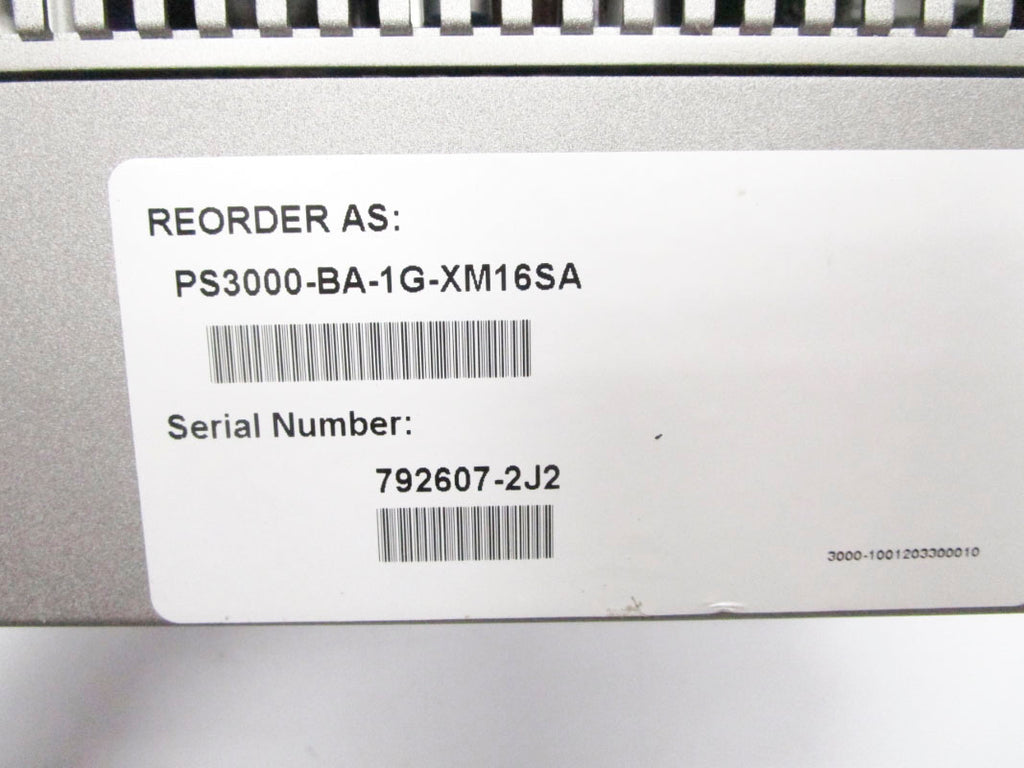 REORDER AS:
PS3000-BA-1G-XM16SA
Serial Number:
792607-2J2
3000-1001203300010